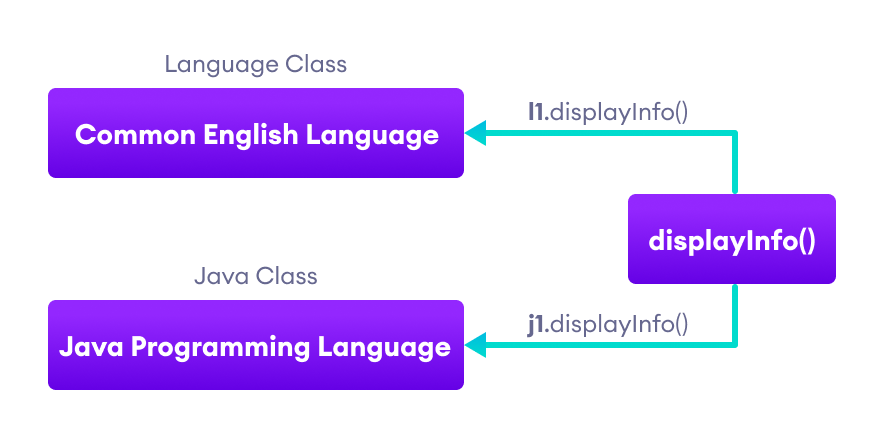 Language Class
Common English Language
l1.displayInfo()
displayInfo()
Java Class
Java Programming Language
j1.displayInfo()